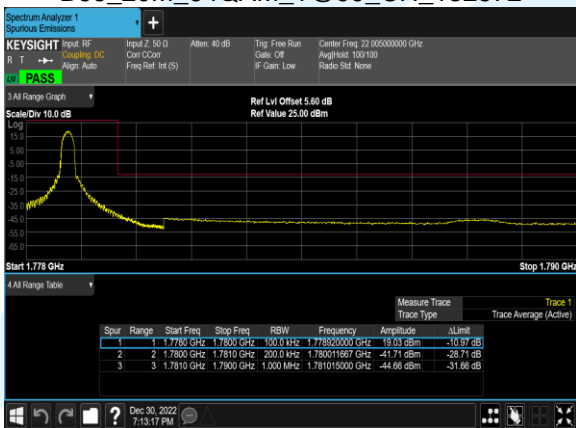 Spectrum Analyzer 1
Spurious Emissions
KEYSIGHT
R T
LV PASS
Input: RF
Coupling: DC
Align: Auto
Input Z: 50 Ω
Corr CCorr
Freq Ref: Int (S)
Atten: 40 dB
Trig: Free Run
Gate: Off
IF Gain: Low
Center Freq: 22.005000000 GHz
Avg|Hold: 100/100
Radio Std: None
3 All Range Graph
Scale/Div 10.0 dB
Ref Lvl Offset 5.60 dB
Ref Value 25.00 dBm
Log
15.0
5.00
-5.00
-15.0
-25.0
-35.0
-45.0
-55.0
-65.0
Start 1.778 GHz
Stop 1.790 GHz
4 All Range Table
Measure Trace Trace 1
Trace Type Trace Average (Active)
Spur Range Start Freq Stop Freq RBW Frequency Amplitude ΔLimit
1 1 1.7780 GHz 1.7800 GHz 100.0 kHz 1.778920000 GHz 19.03 dBm -10.97 dB
2 2 1.7800 GHz 1.7810 GHz 200.0 kHz 1.780011667 GHz -41.71 dBm -28.71 dB
3 3 1.7810 GHz 1.7900 GHz 1.000 MHz 1.781015000 GHz -44.66 dBm -31.66 dB
Dec 30, 2022
7:13:17 PM